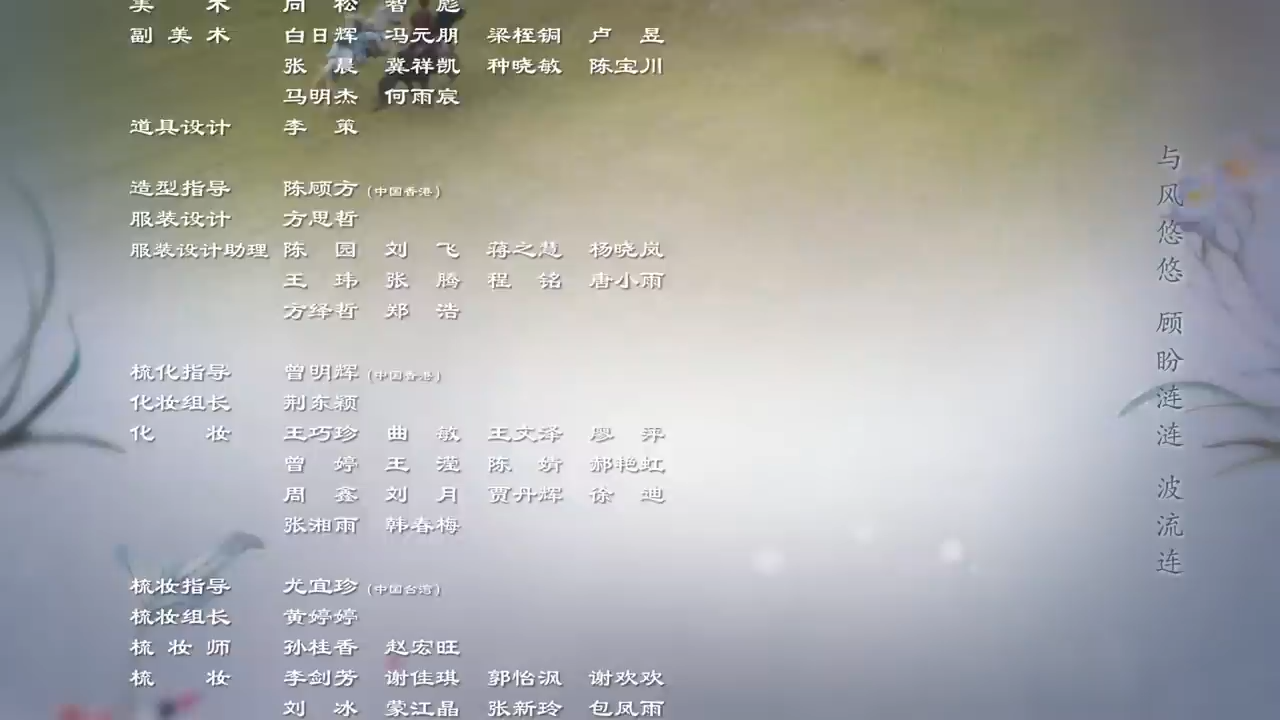 美术 周松 智彪
副美术 白日辉 冯元朋 梁桎铜 卢昱
张晨 冀祥凯 种晓敏 陈宝川
马明杰 何雨宸
道具设计 李策
造型指导 陈顾方(中国香港)
服装设计 方思哲
服装设计助理 陈园 刘飞 蒋之慧 杨晓岚
王玮 张腾 程铭 唐小雨
方绎哲 郑浩
梳化指导 曾明辉(中国香港)
化妆组长 荆东颖
化妆 王巧珍 曲敏 王文泽 廖萍
曾婷 王滢 陈婧 郝艳虹
周鑫 刘月 贾丹辉 徐迪
张湘雨 韩春梅
梳妆指导 尤宜珍(中国台湾)
梳妆组长 黄婷婷
梳妆师 孙桂香 赵宏旺
梳妆 李剑芳 谢佳琪 郭怡沨 谢欢欢
刘冰 蒙江晶 张新玲 包凤雨
与风悠悠 顾盼涟涟 波流连